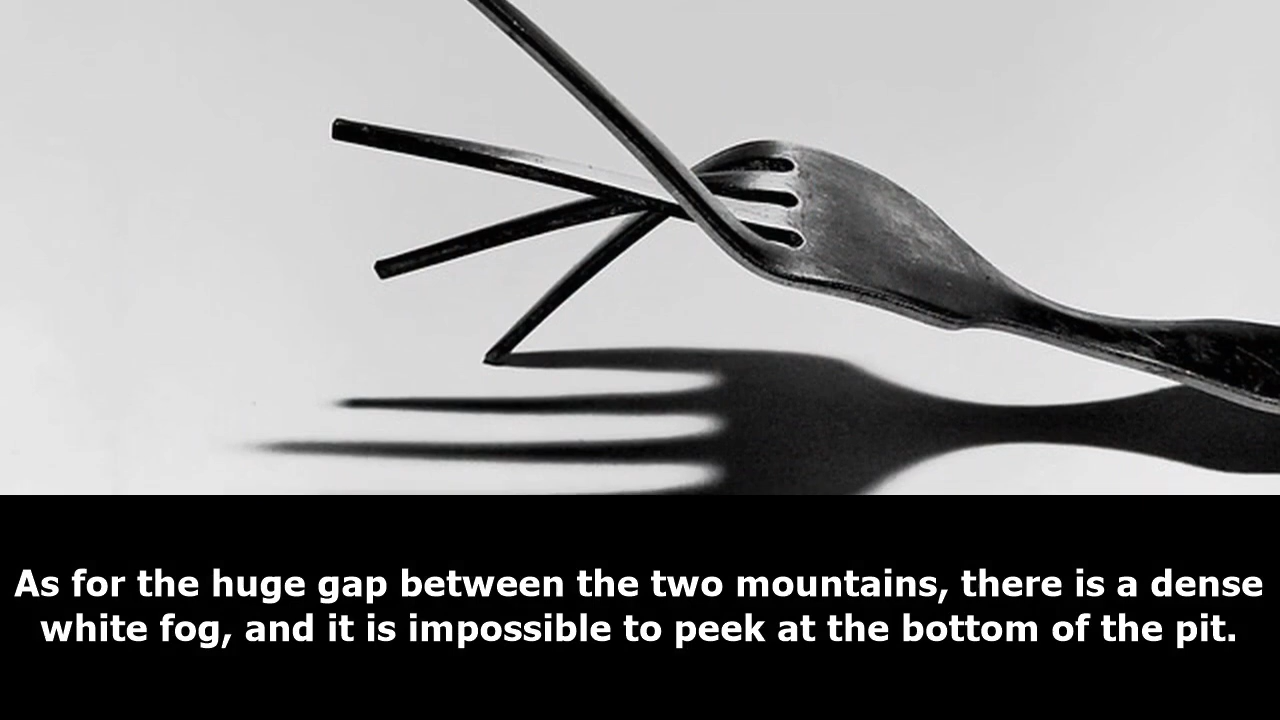 As for the huge gap between the two mountains, there is a dense
white fog, and it is impossible to peek at the bottom of the pit.